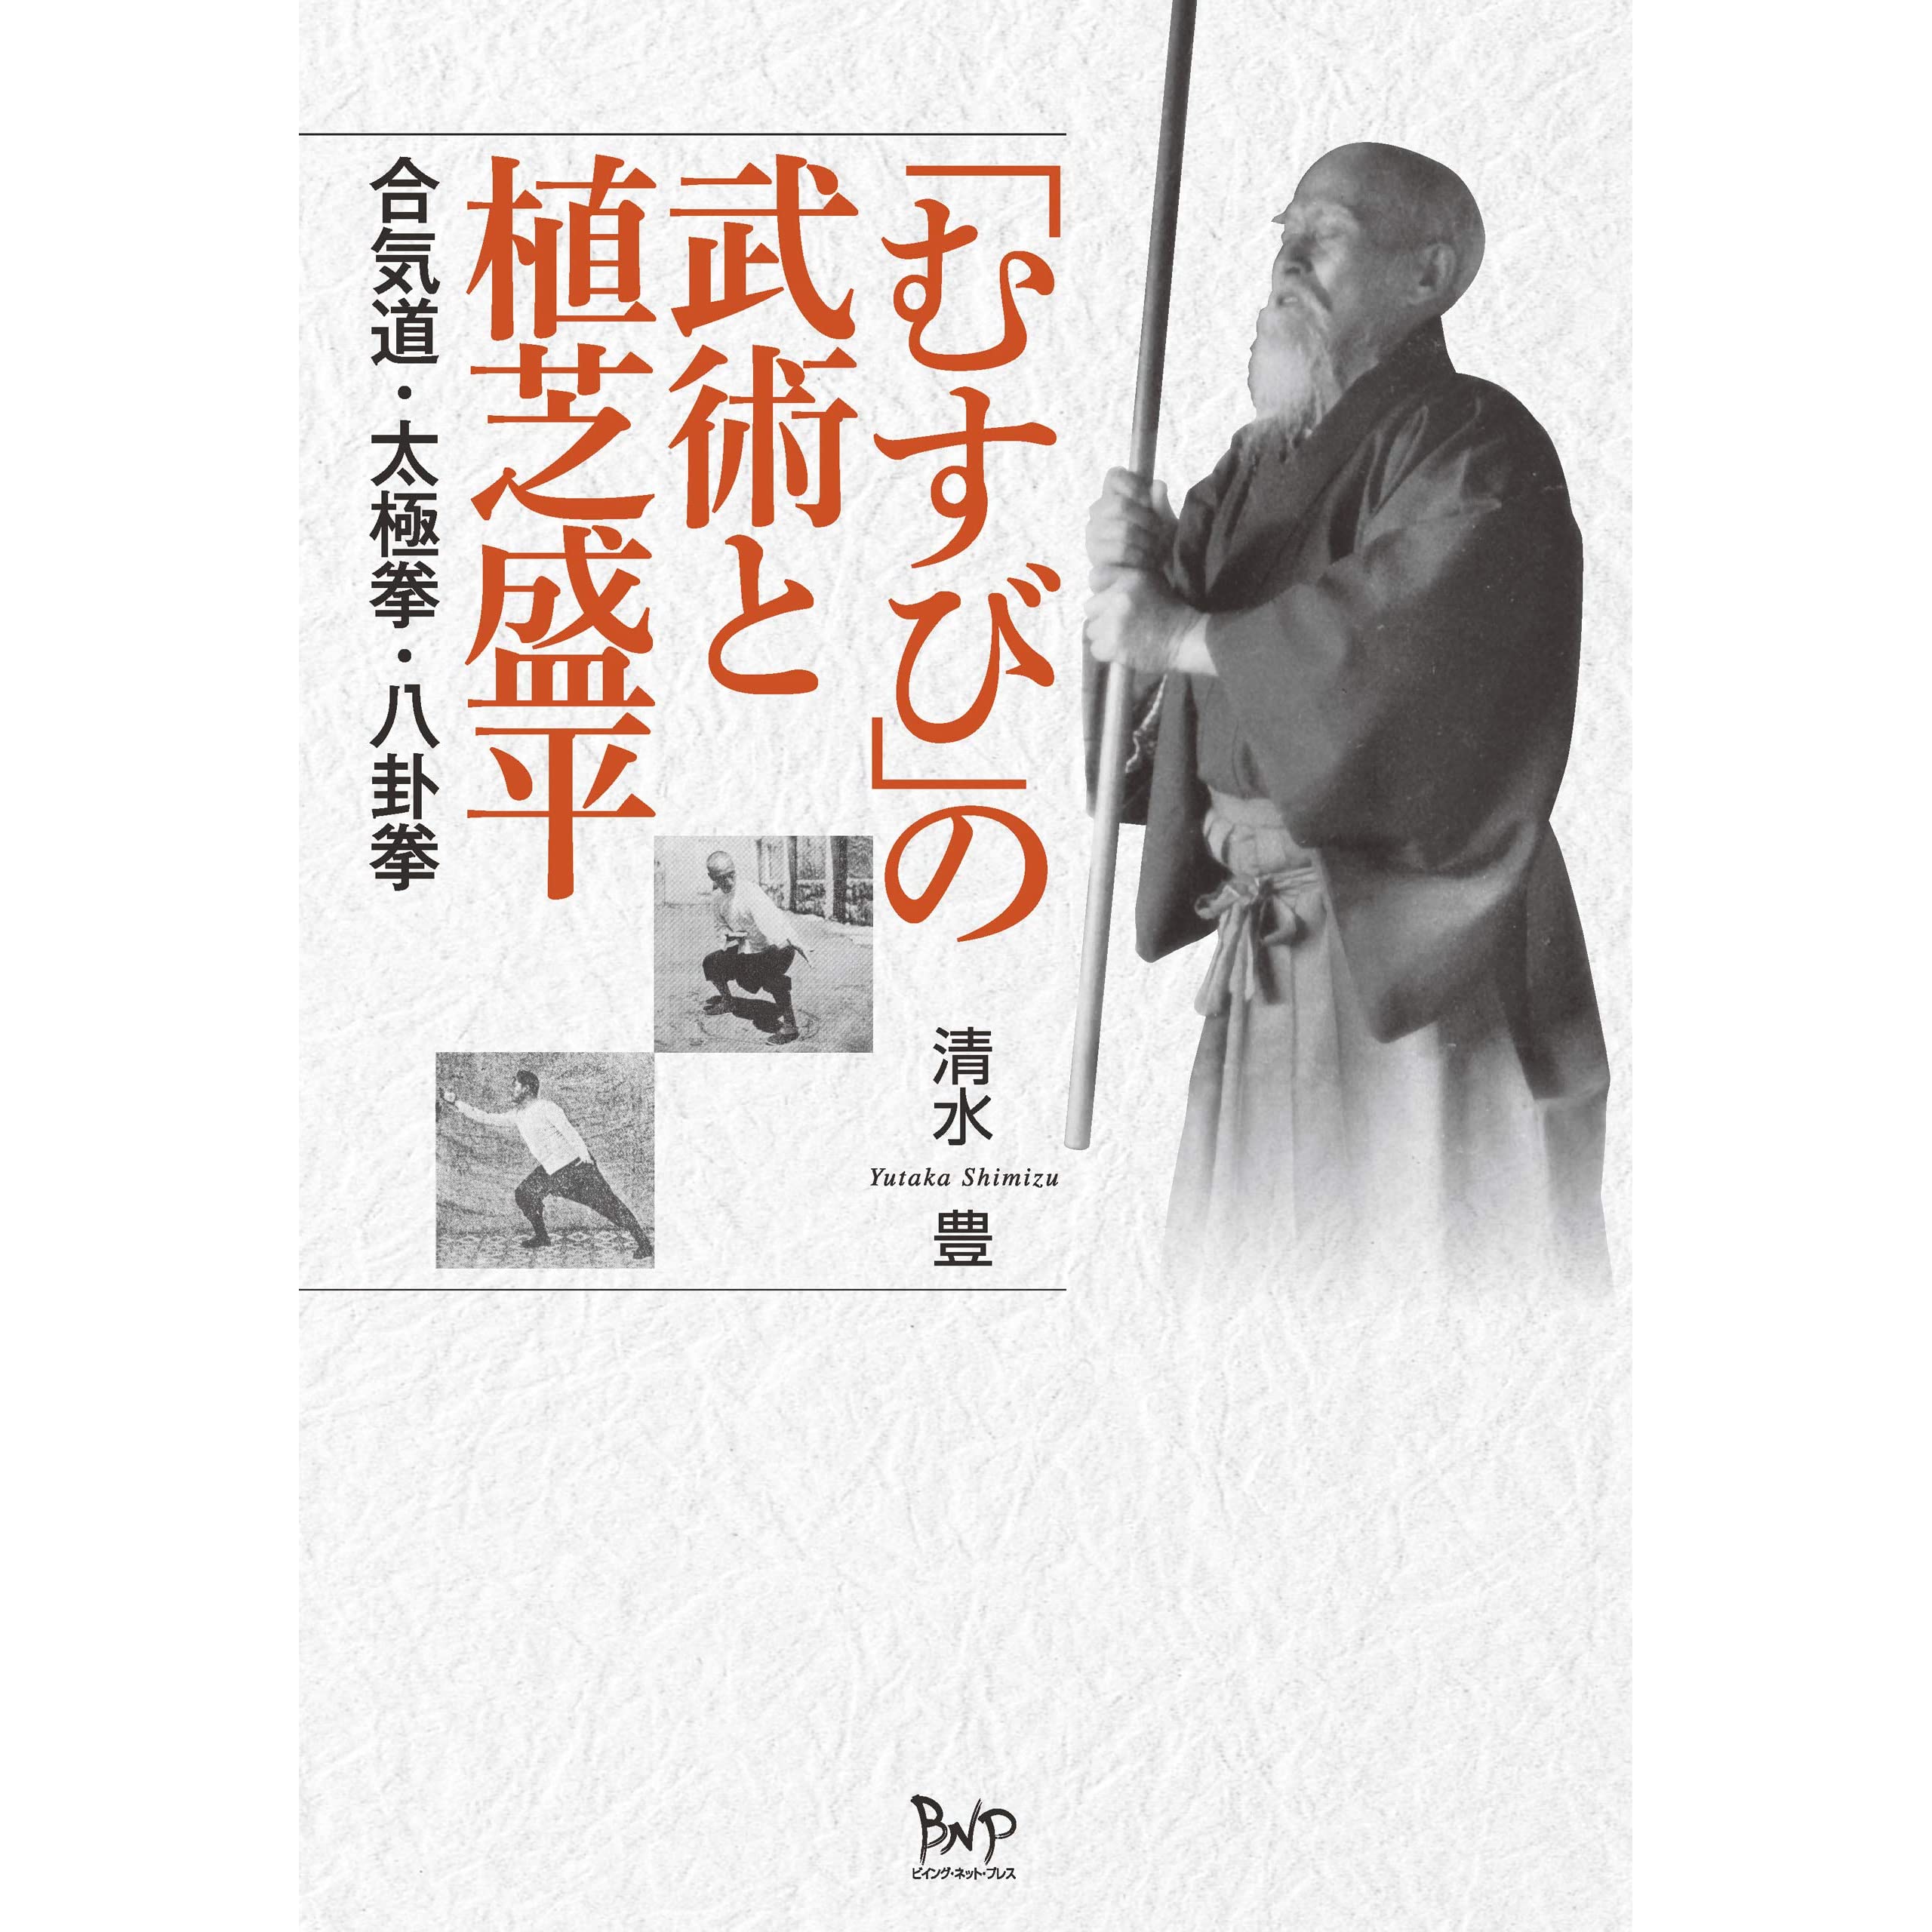 「むすび」の
武術と
植芝盛平
合気道・太極拳・八卦拳
清水
Yutaka Shimizu
豊
BNP
ビイング・ネット・プレス